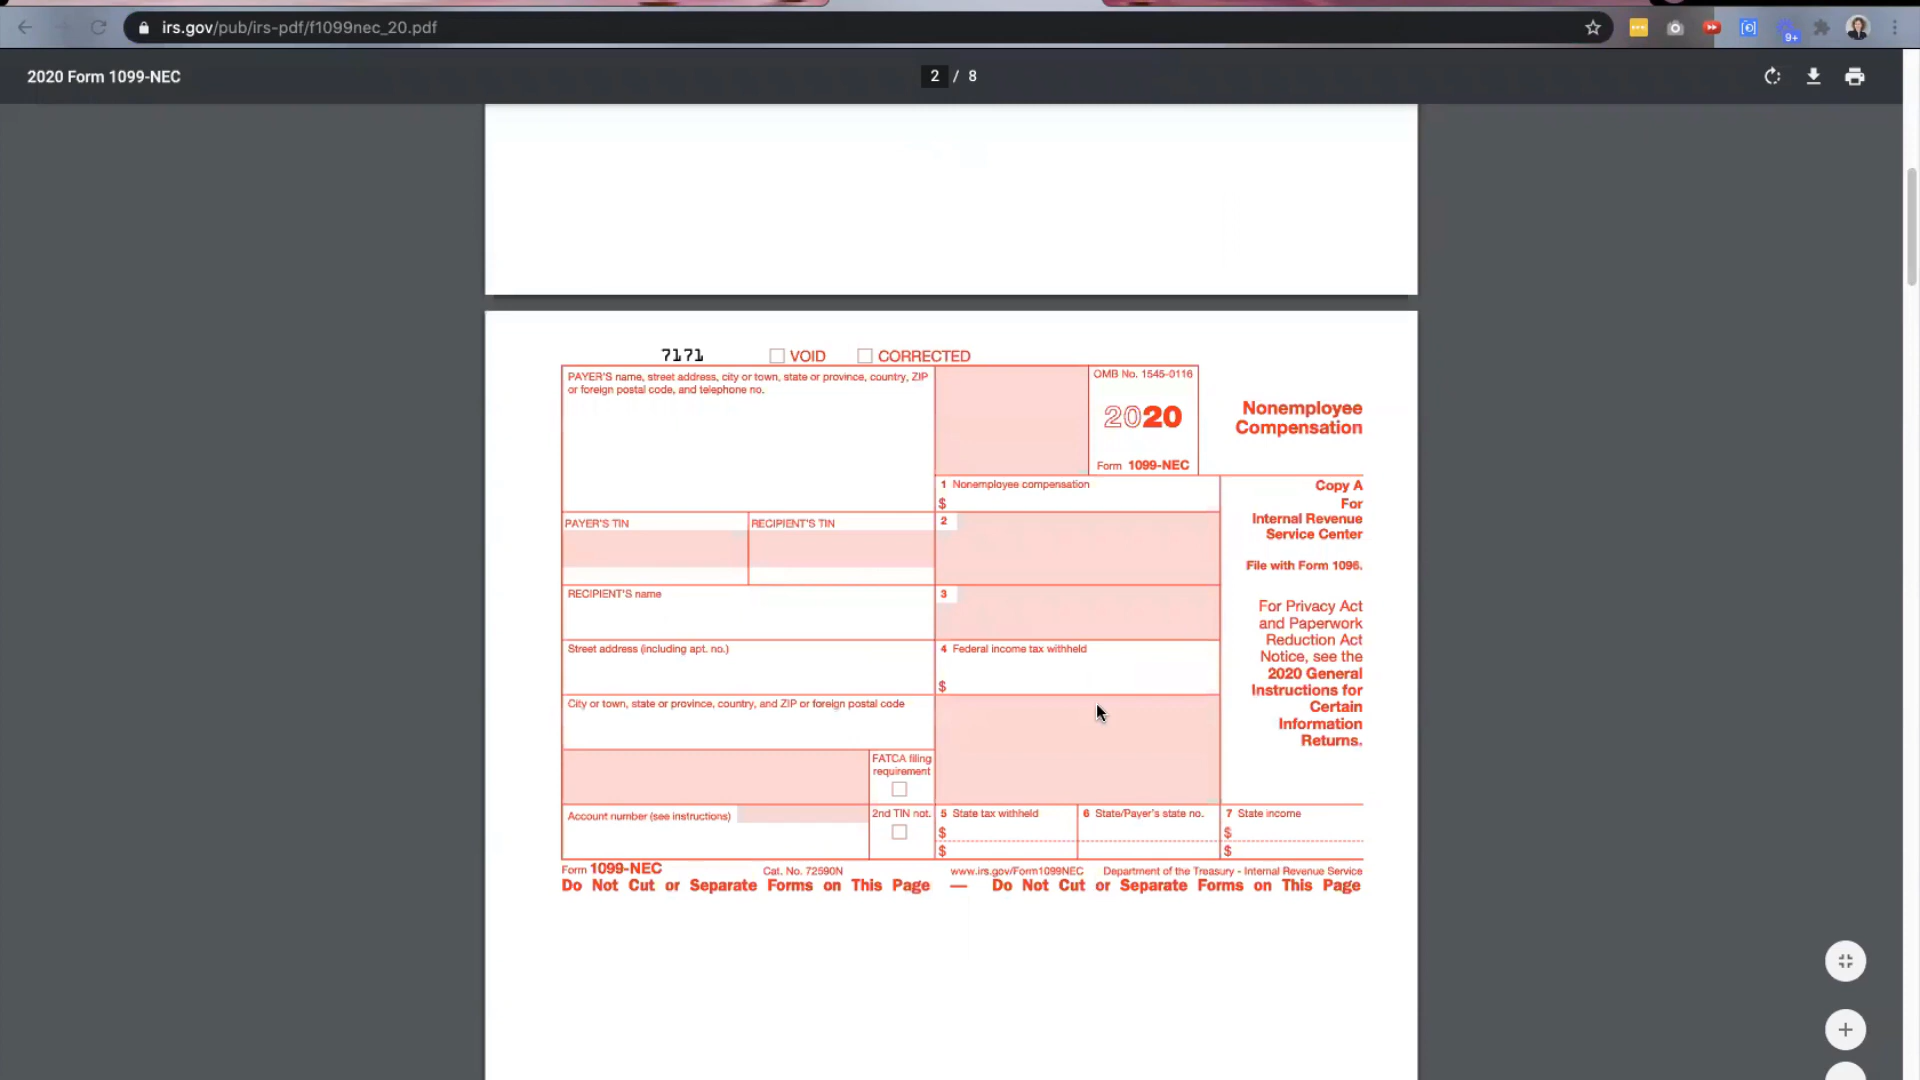 irs.gov/pub/irs-pdf/f1099nec_20.pdf
9+
2020 Form 1099-NEC
2 / 8
7171
VOID
CORRECTED
PAYER'S name, street address, city or town, state or province, country, ZIP
or foreign postal code, and telephone no.
OMB No. 1545-0116
2020
Form 1099-NEC
Nonemployee
Compensation
1 Nonemployee compensation
$
Copy A
For
Internal Revenue
Service Center
File with Form 1096.
PAYER'S TIN
RECIPIENT'S TIN
2
RECIPIENT'S name
3
For Privacy Act
and Paperwork
Reduction Act
Notice, see the
2020 General
Instructions for
Certain
Information
Returns.
Street address (including apt. no.)
4 Federal income tax withheld
$
City or town, state or province, country, and ZIP or foreign postal code
FATCA filing
requirement
Account number (see instructions)
2nd TIN not.
5 State tax withheld
$
$
6 State/Payer's state no.
7 State income
$
$
Form 1099-NEC
Cat. No. 72590N
www.irs.gov/Form1099NEC
Department of the Treasury - Internal Revenue Service
Do Not Cut or Separate Forms on This Page — Do Not Cut or Separate Forms on This Page